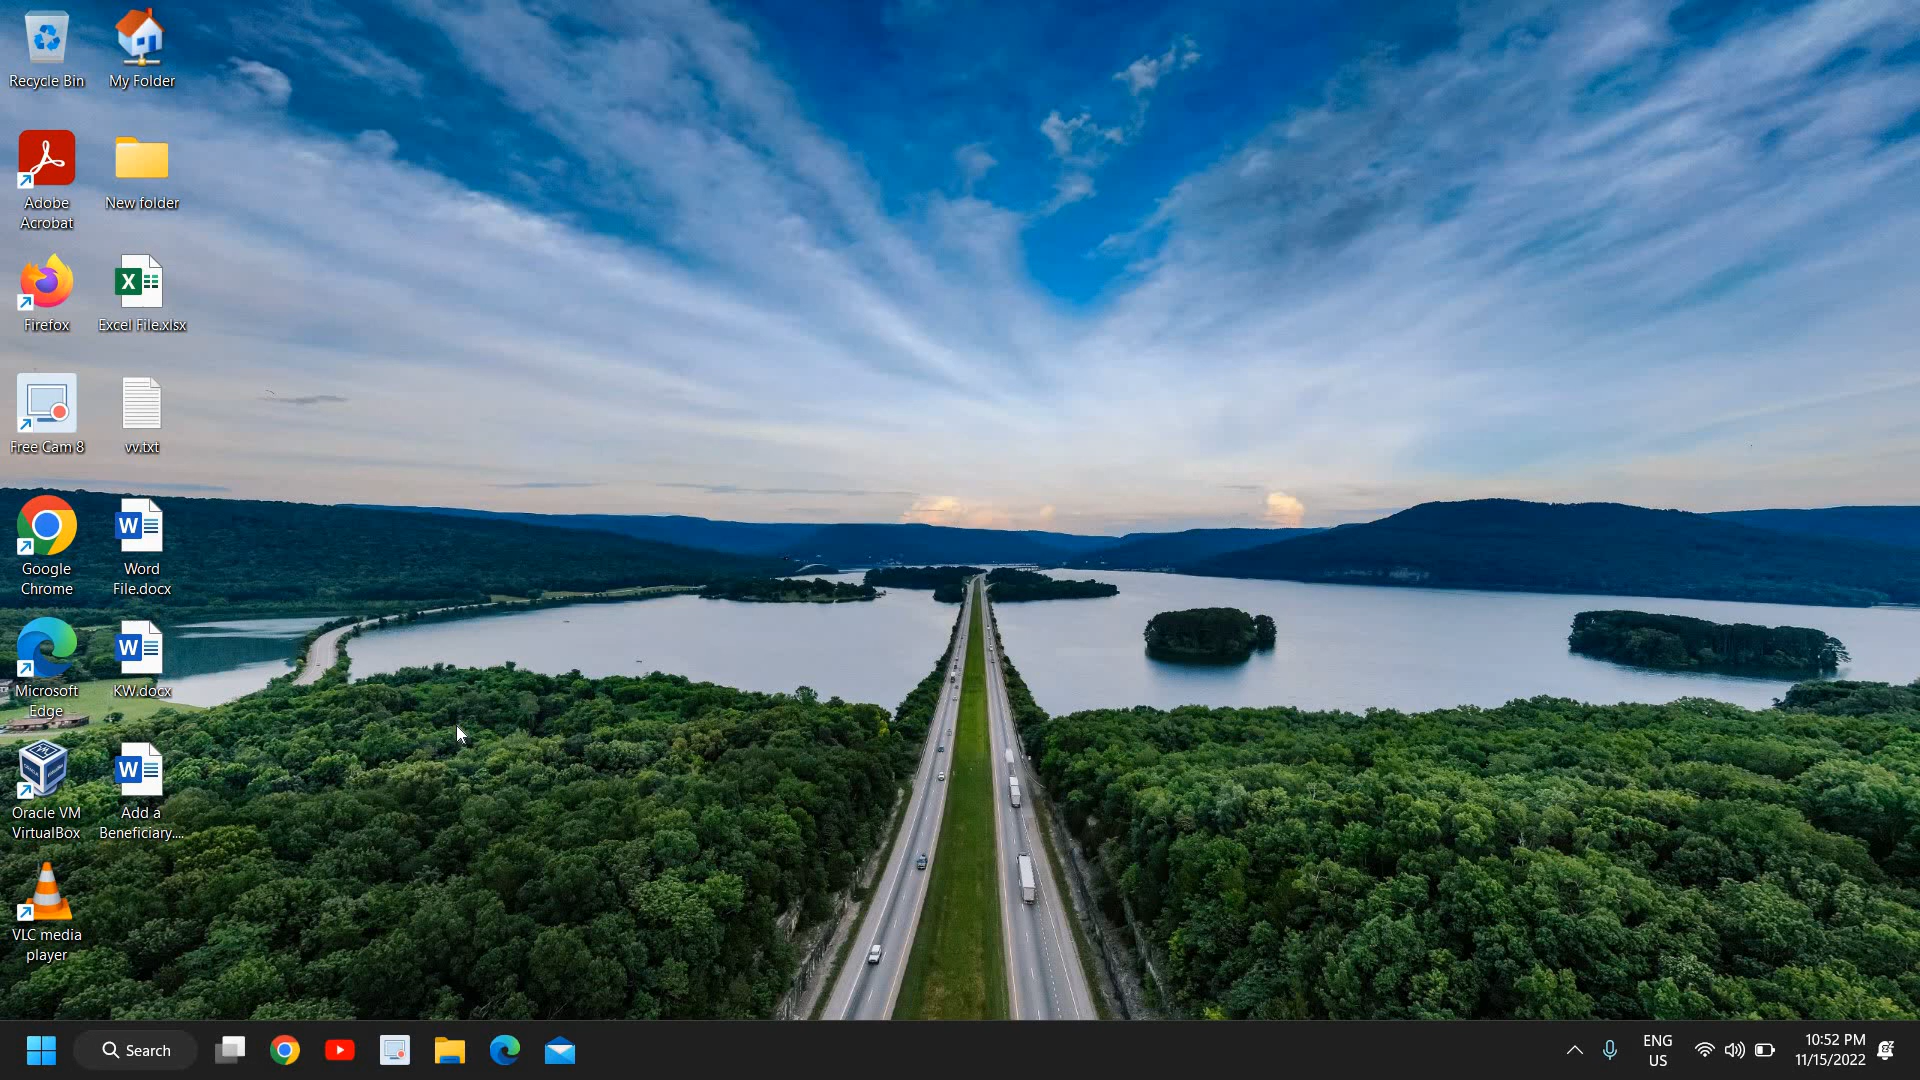 Recycle Bin
My Folder
Adobe
Acrobat
New folder
Firefox
Excel File.xlsx
Free Cam 8
vv.txt
Google
Chrome
Word
File.docx
Microsoft
Edge
KW.docx
Oracle VM
VirtualBox
Add a
Beneficiary....
VLC media
player
Search
ENG
US
10:52 PM
11/15/2022